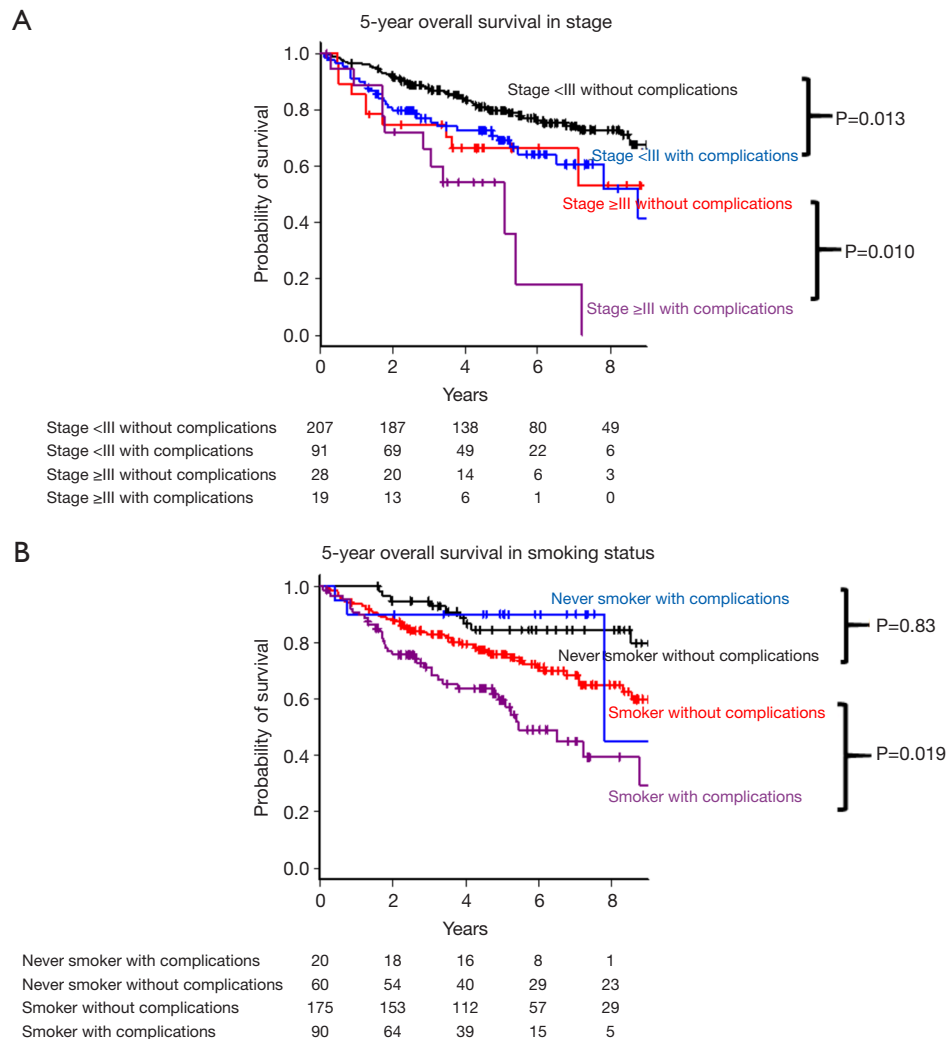 A
5-year overall survival in stage
1.0
0.8
0.6
0.4
0.2
0.0
Probability of survival
Stage <III without complications
Stage <III with complications
Stage ≥III without complications
Stage ≥III with complications
P=0.013
P=0.010
0 2 4 6 8
Years
Stage <III without complications 207 187 138 80 49
Stage <III with complications 91 69 49 22 6
Stage ≥III without complications 28 20 14 6 3
Stage ≥III with complications 19 13 6 1 0
B
5-year overall survival in smoking status
1.0
0.8
0.6
0.4
0.2
0.0
Probability of survival
Never smoker with complications
Never smoker without complications
Smoker without complications
Smoker with complications
P=0.83
P=0.019
0 2 4 6 8
Years
Never smoker with complications 20 18 16 8 1
Never smoker without complications 60 54 40 29 23
Smoker without complications 175 153 112 57 29
Smoker with complications 90 64 39 15 5